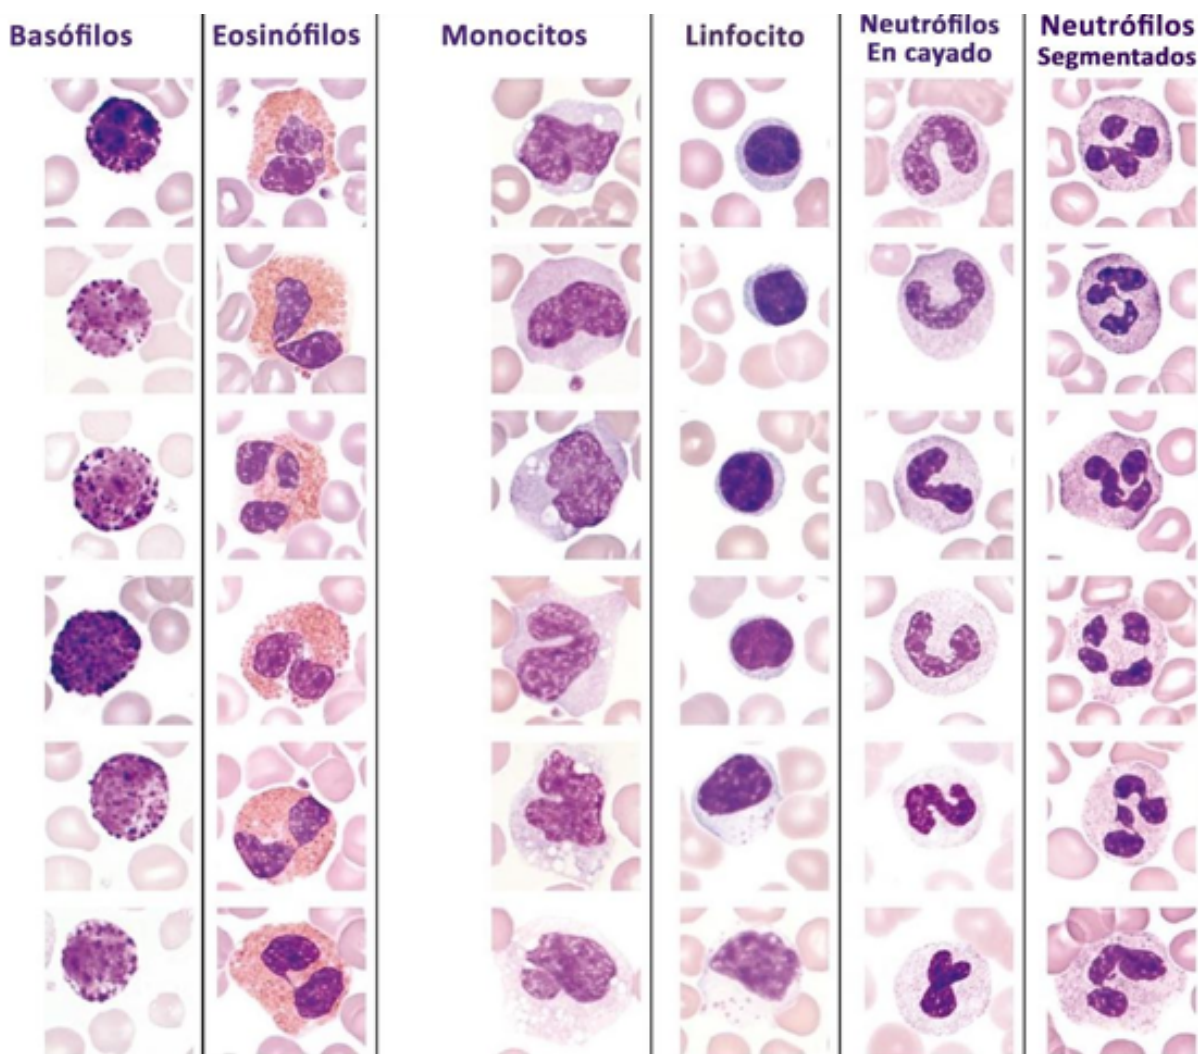 Basófilos
Eosinófilos
Monocitos
Linfocito
Neutrófilos
En cayado
Neutrófilos
Segmentados